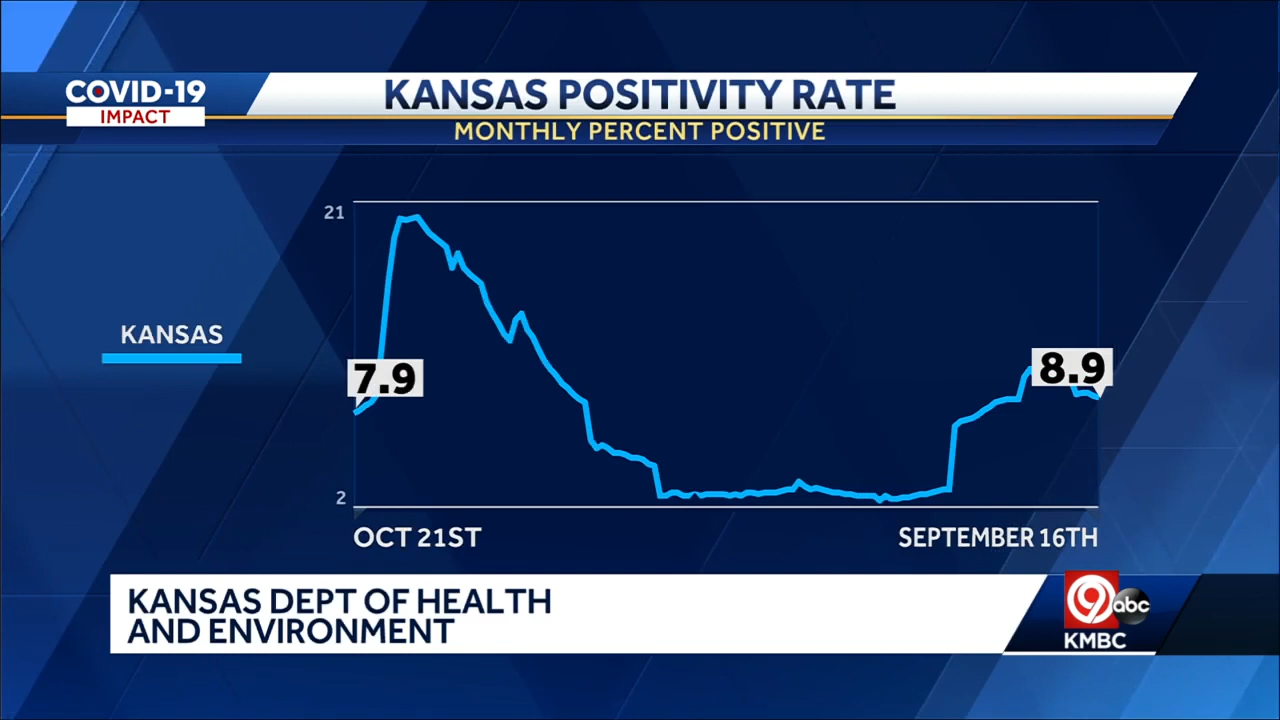 COVID-19
IMPACT
KANSAS POSITIVITY RATE
MONTHLY PERCENT POSITIVE
21
KANSAS
7.9
8.9
2
OCT 21ST
SEPTEMBER 16TH
KANSAS DEPT OF HEALTH
AND ENVIRONMENT
9
abc
KMBC